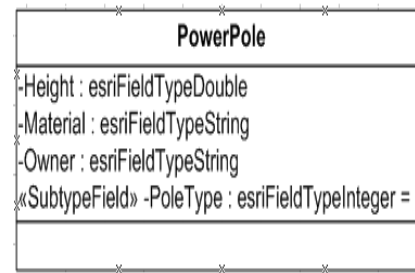 PowerPole
-Height : esriFieldTypeDouble
-Material : esriFieldTypeString
-Owner : esriFieldTypeString
«SubtypeField» -PoleType : esriFieldTypeInteger =